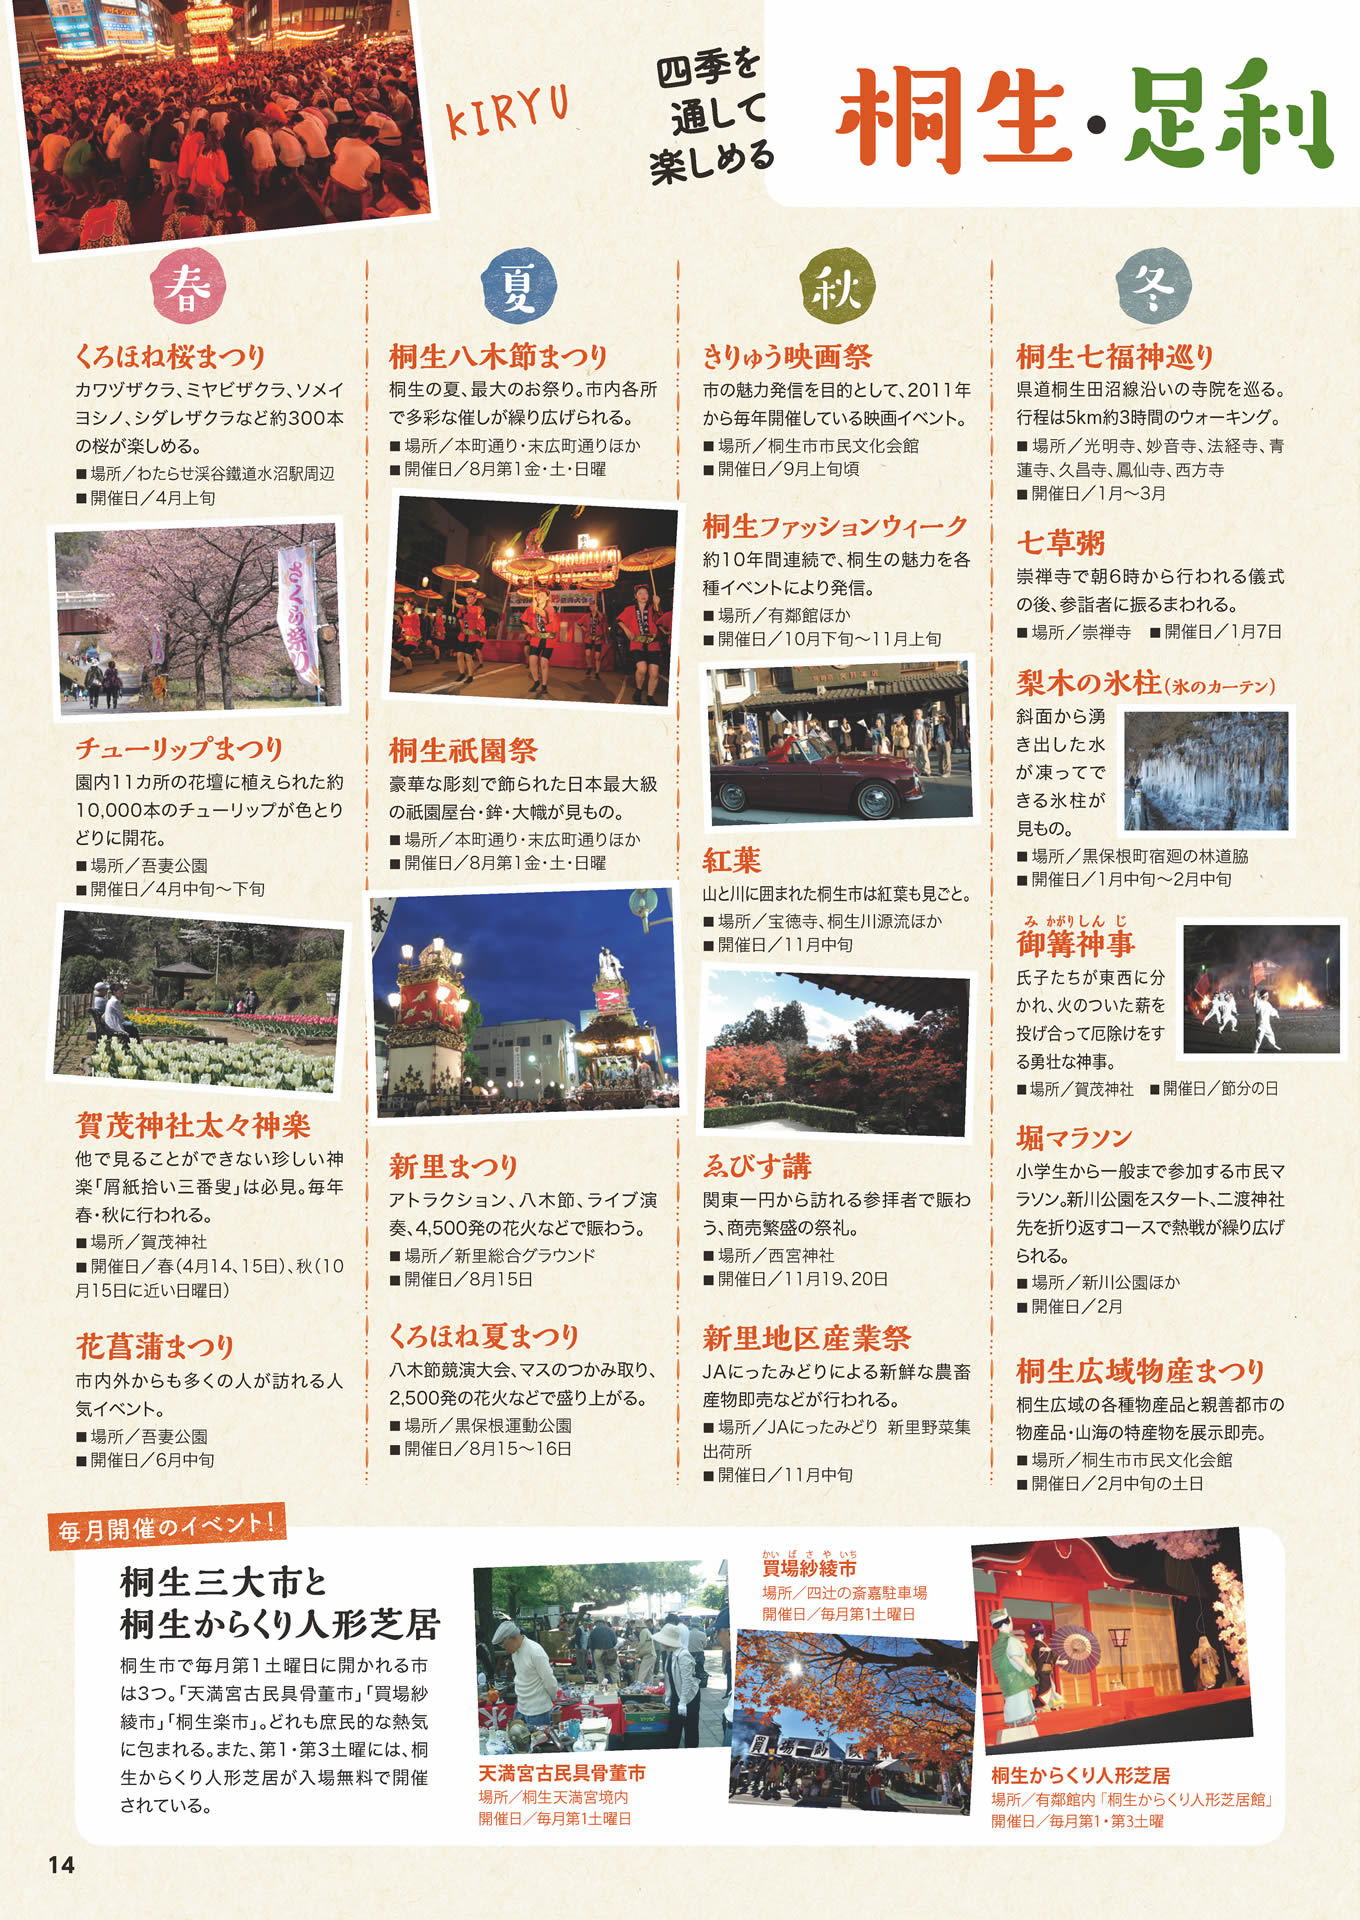 KIRYU
四季を
通して
楽しめる
桐生・足利
春
くろほね桜まつり
カワヅザクラ、ミヤビザクラ、ソメイ
ヨシノ、シダレザクラなど約300本
の桜が楽しめる。
■場所／わたらせ渓谷鐵道水沼駅周辺
■開催日／4月上旬
さくら祭り
チューリップまつり
園内11カ所の花壇に植えられた約
10,000本のチューリップが色とり
どりに開花。
■場所／吾妻公園
■開催日／4月中旬～下旬
賀茂神社太々神楽
他で見ることができない珍しい神
楽「屑紙拾い三番叟」は必見。毎年
春・秋に行われる。
■場所／賀茂神社
■開催日／春（4月14、15日）、秋（10
月15日に近い日曜日）
花菖蒲まつり
市内外からも多くの人が訪れる人
気イベント。
■場所／吾妻公園
■開催日／6月中旬
夏
桐生八木節まつり
桐生の夏、最大のお祭り。市内各所
で多彩な催しが繰り広げられる。
■場所／本町通り・末広町通りほか
■開催日／8月第1金・土・日曜
桐生祇園祭
豪華な彫刻で飾られた日本最大級
の祇園屋台・鉾・大幟が見もの。
■場所／本町通り・末広町通りほか
■開催日／8月第1金・土・日曜
新里まつり
アトラクション、八木節、ライブ演
奏、4,500発の花火などで賑わう。
■場所／新里総合グラウンド
■開催日／8月15日
くろほね夏まつり
八木節競演大会、マスのつかみ取り、
2,500発の花火などで盛り上がる。
■場所／黒保根運動公園
■開催日／8月15～16日
秋
きりゅう映画祭
市の魅力発信を目的として、2011年
から毎年開催している映画イベント。
■場所／桐生市市民文化会館
■開催日／9月上旬頃
桐生ファッションウィーク
約10年間連続で、桐生の魅力を各
種イベントにより発信。
■場所／有鄰館ほか
■開催日／10月下旬～11月上旬
紅葉
山と川に囲まれた桐生市は紅葉も見ごと。
■場所／宝徳寺、桐生川源流ほか
■開催日／11月中旬
ゑびす講
関東一円から訪れる参拝者で賑わ
う、商売繁盛の祭礼。
■場所／西宮神社
■開催日／11月19、20日
新里地区産業祭
JAにったみどりによる新鮮な農畜
産物即売などが行われる。
■場所／JAにったみどり 新里野菜集
出荷所
■開催日／11月中旬
冬
桐生七福神巡り
県道桐生田沼線沿いの寺院を巡る。
行程は5km約3時間のウォーキング。
■場所／光明寺、妙音寺、法経寺、青
蓮寺、久昌寺、鳳仙寺、西方寺
■開催日／1月～3月
七草粥
崇禅寺で朝6時から行われる儀式
の後、参詣者に振るまわれる。
■場所／崇禅寺 ■開催日／1月7日
梨木の氷柱（氷のカーテン）
斜面から湧
き出した水
が凍ってで
きる氷柱が
見もの。
■場所／黒保根町宿廻の林道脇
■開催日／1月中旬～2月中旬
み かがりしん じ
御篝神事
氏子たちが東西に分
かれ、火のついた薪を
投げ合って厄除けをす
る勇壮な神事。
■場所／賀茂神社 ■開催日／節分の日
堀マラソン
小学生から一般まで参加する市民マ
ラソン。新川公園をスタート、二渡神社
先を折り返すコースで熱戦が繰り広げ
られる。
■場所／新川公園ほか
■開催日／2月
桐生広域物産まつり
桐生広域の各種物産品と親善都市の
物産品・山海の特産物を展示即売。
■場所／桐生市市民文化会館
■開催日／2月中旬の土日
毎月開催のイベント！
桐生三大市と
桐生からくり人形芝居
桐生市で毎月第1土曜日に開かれる市
は3つ。「天満宮古民具骨董市」「買場紗
綾市」「桐生楽市」。どれも庶民的な熱気
に包まれる。また、第1・第3土曜には、桐
生からくり人形芝居が入場無料で開催
されている。
天満宮古民具骨董市
場所／桐生天満宮境内
開催日／毎月第1土曜日
かい ば さ や いち
買場紗綾市
場所／四辻の斎嘉駐車場
開催日／毎月第1土曜日
桐生からくり人形芝居
場所／有鄰館内「桐生からくり人形芝居館」
開催日／毎月第1・第3土曜
14